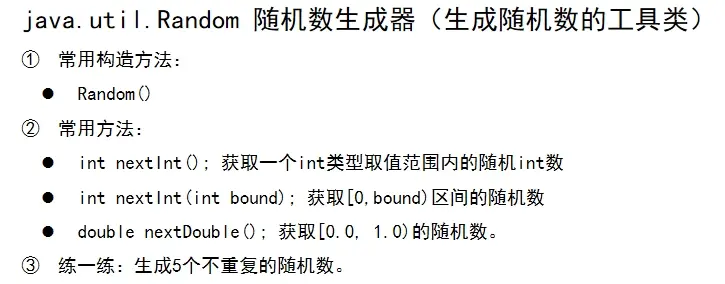 java.util.Random 随机数生成器（生成随机数的工具类）
① 常用构造方法：
● Random()
② 常用方法：
● int nextInt(); 获取一个int类型取值范围内的随机int数
● int nextInt(int bound); 获取[0,bound)区间的随机数
● double nextDouble(); 获取[0.0, 1.0)的随机数。
③ 练一练：生成5个不重复的随机数。